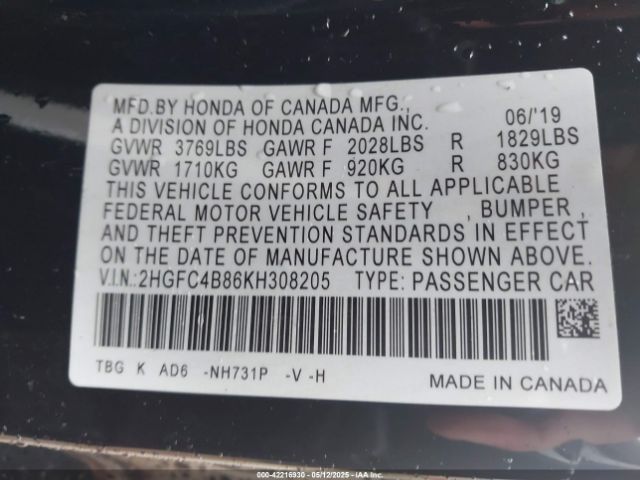 MFD.BY HONDA OF CANADA MFG.,
A DIVISION OF HONDA CANADA INC. 06/'19
GVWR 3769LBS GAWR F 2028LBS R 1829LBS
GVWR 1710KG GAWR F 920KG R 830KG
THIS VEHICLE CONFORMS TO ALL APPLICABLE
FEDERAL MOTOR VEHICLE SAFETY , BUMPER ,
AND THEFT PREVENTION STANDARDS IN EFFECT
ON THE DATE OF MANUFACTURE SHOWN ABOVE.
V.I.N.:2HGFC4B86KH308205 TYPE: PASSENGER CAR
TBG K AD6 -NH731P -V -H
MADE IN CANADA
© 000-42216930 - 05/12/2025 - IAA Inc.